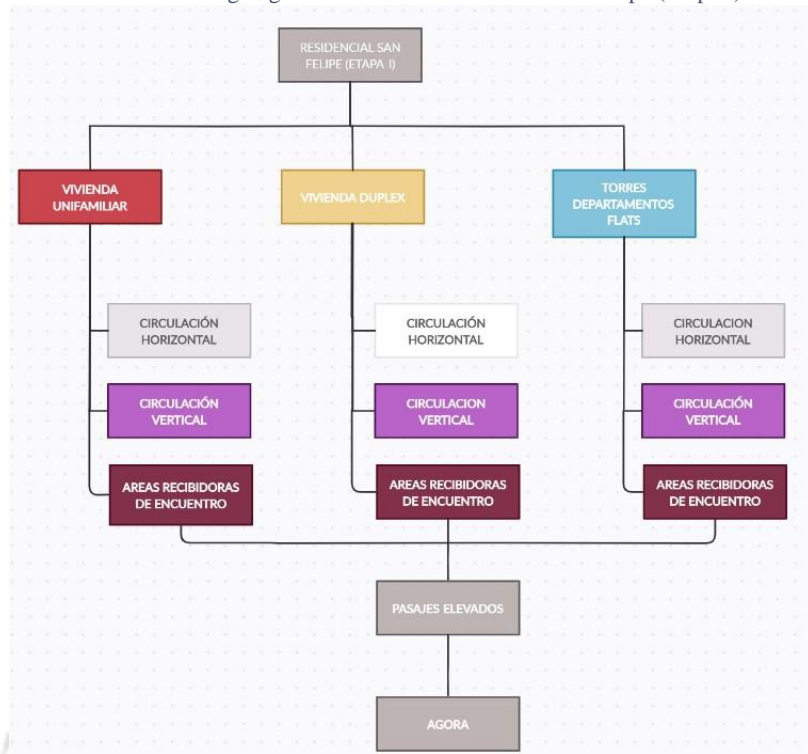 RESIDENCIAL SAN
FELIPE (ETAPA I)
VIVIENDA
UNIFAMILIAR
VIVIENDA DUPLEX
TORRES
DEPARTAMENTOS
FLATS
CIRCULACIÓN
HORIZONTAL
CIRCULACIÓN
HORIZONTAL
CIRCULACION
HORIZONTAL
CIRCULACIÓN
VERTICAL
CIRCULACION
VERTICAL
CIRCULACIÓN
VERTICAL
AREAS RECIBIDORAS
DE ENCUENTRO
AREAS RECIBIDORAS
DE ENCUENTRO
AREAS RECIBIDORAS
DE ENCUENTRO
PASAJES ELEVADOS
AGORA